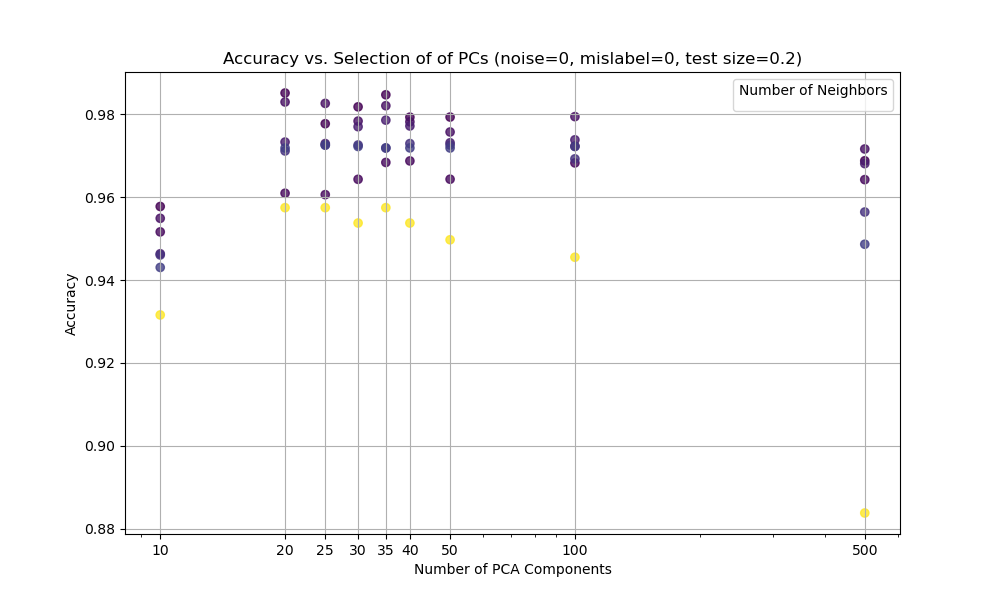 Accuracy vs. Selection of of PCs (noise=0, mislabel=0, test size=0.2)
Number of Neighbors
Accuracy
0.98
0.96
0.94
0.92
0.90
0.88
10 20 25 30 35 40 50 100 500
Number of PCA Components